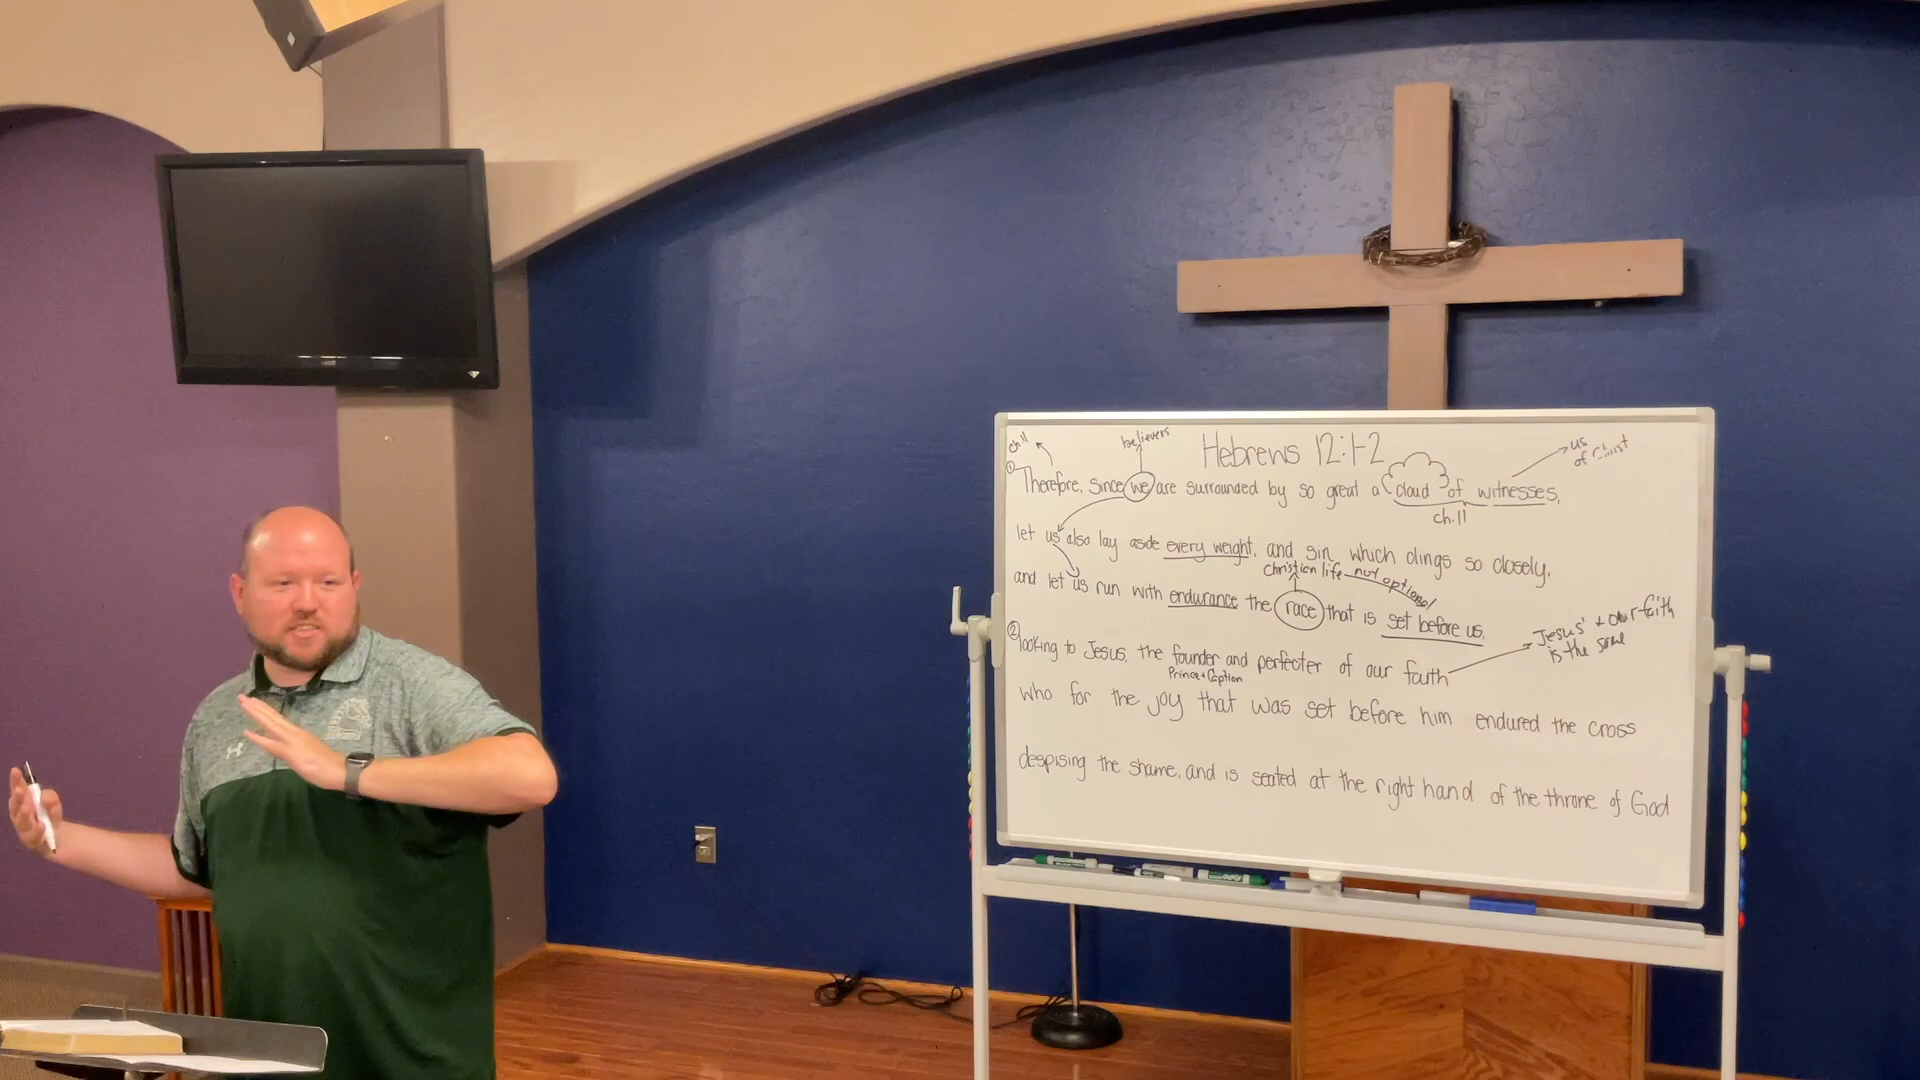 Hebrews 12:1-2
ch.11
believers
us
of Christ
① Therefore, since we are surrounded by so great a cloud of witnesses,
ch.11
let us also lay aside every weight, and sin which clings so closely,
Christian life not optional
and let us run with endurance the race that is set before us,
Jesus' + our faith
is the same
② looking to Jesus, the founder and perfecter of our faith
Prince + Caption
who for the joy that was set before him endured the cross
despising the shame, and is seated at the right hand of the throne of God